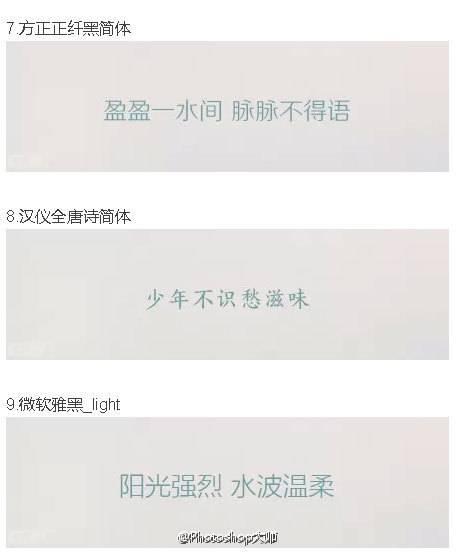 7.方正正纤黑简体
盈盈一水间 脉脉不得语
8.汉仪全唐诗简体
少年不识愁滋味
9.微软雅黑_light
阳光强烈 水波温柔
@Photoshop大师